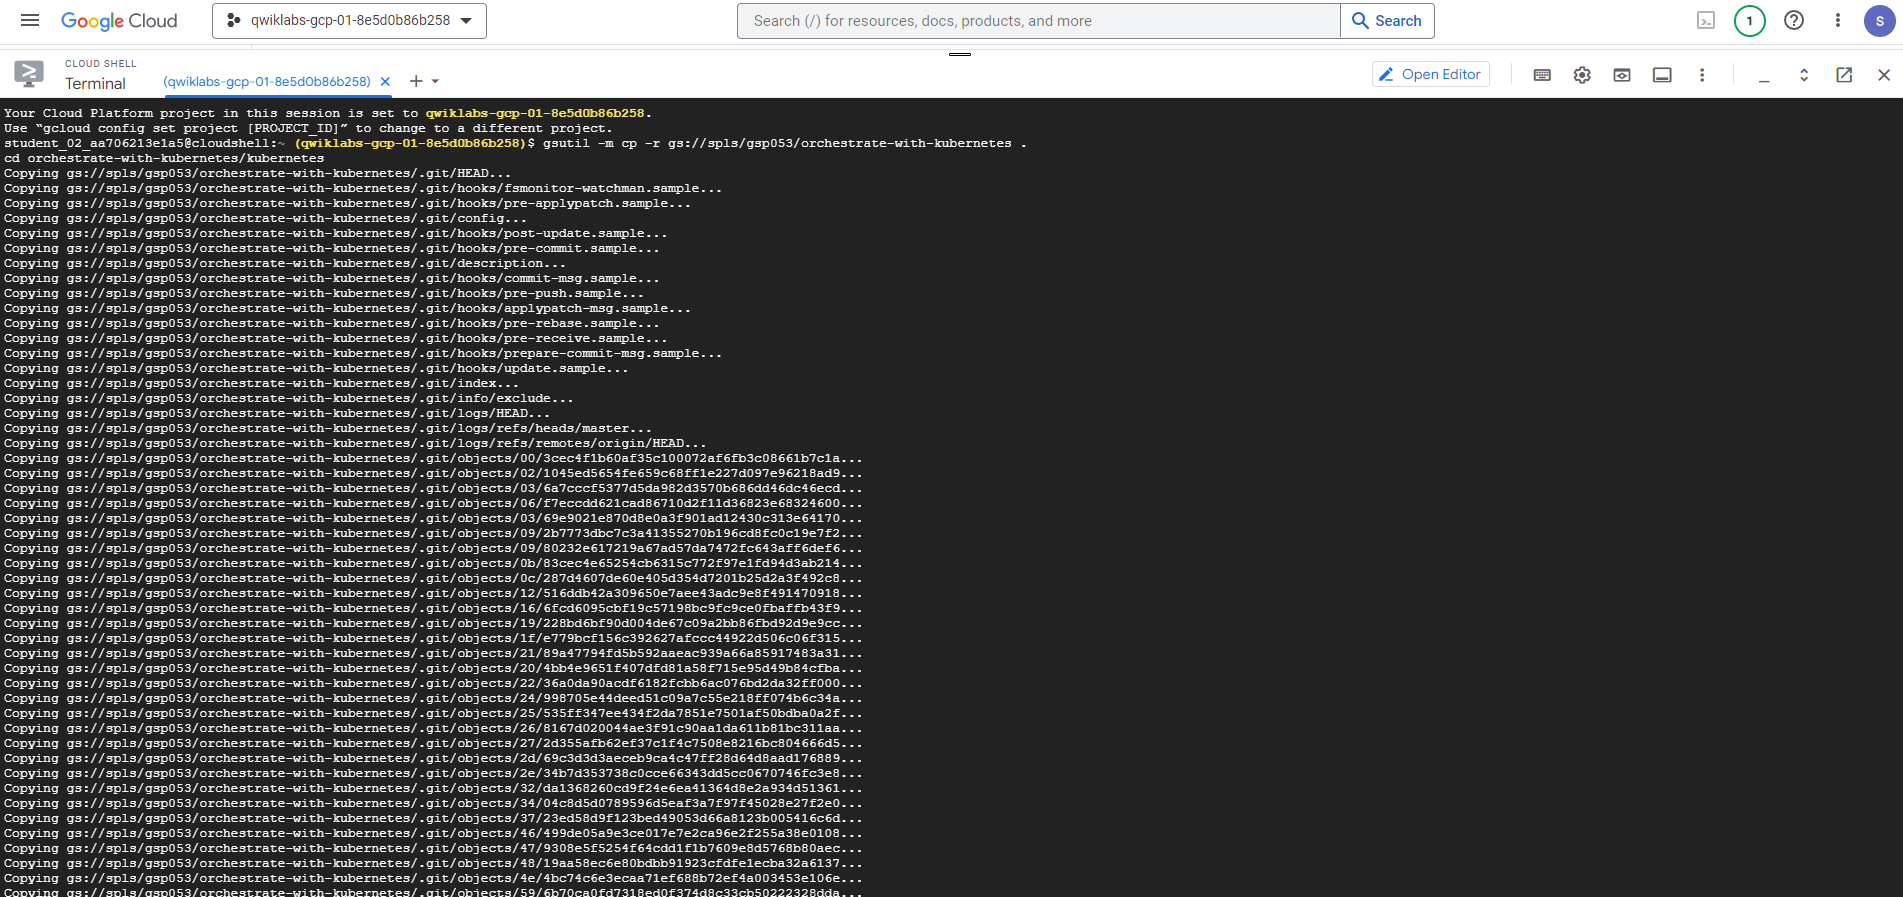 Google Cloud
qwiklabs-gcp-01-8e5d0b86b258
Search (/) for resources, docs, products, and more
Search
1
S
CLOUD SHELL
Terminal
(qwiklabs-gcp-01-8e5d0b86b258)
Open Editor
Your Cloud Platform project in this session is set to qwiklabs-gcp-01-8e5d0b86b258.
Use “gcloud config set project [PROJECT_ID]” to change to a different project.
student_02_aa706213e1a5@cloudshell:~ (qwiklabs-gcp-01-8e5d0b86b258)$ gsutil -m cp -r gs://spls/gsp053/orchestrate-with-kubernetes .
cd orchestrate-with-kubernetes/kubernetes
Copying gs://spls/gsp053/orchestrate-with-kubernetes/.git/HEAD...
Copying gs://spls/gsp053/orchestrate-with-kubernetes/.git/hooks/fsmonitor-watchman.sample...
Copying gs://spls/gsp053/orchestrate-with-kubernetes/.git/hooks/pre-applypatch.sample...
Copying gs://spls/gsp053/orchestrate-with-kubernetes/.git/config...
Copying gs://spls/gsp053/orchestrate-with-kubernetes/.git/hooks/post-update.sample...
Copying gs://spls/gsp053/orchestrate-with-kubernetes/.git/hooks/pre-commit.sample...
Copying gs://spls/gsp053/orchestrate-with-kubernetes/.git/description...
Copying gs://spls/gsp053/orchestrate-with-kubernetes/.git/hooks/commit-msg.sample...
Copying gs://spls/gsp053/orchestrate-with-kubernetes/.git/hooks/pre-push.sample...
Copying gs://spls/gsp053/orchestrate-with-kubernetes/.git/hooks/applypatch-msg.sample...
Copying gs://spls/gsp053/orchestrate-with-kubernetes/.git/hooks/pre-rebase.sample...
Copying gs://spls/gsp053/orchestrate-with-kubernetes/.git/hooks/pre-receive.sample...
Copying gs://spls/gsp053/orchestrate-with-kubernetes/.git/hooks/prepare-commit-msg.sample...
Copying gs://spls/gsp053/orchestrate-with-kubernetes/.git/hooks/update.sample...
Copying gs://spls/gsp053/orchestrate-with-kubernetes/.git/index...
Copying gs://spls/gsp053/orchestrate-with-kubernetes/.git/info/exclude...
Copying gs://spls/gsp053/orchestrate-with-kubernetes/.git/logs/HEAD...
Copying gs://spls/gsp053/orchestrate-with-kubernetes/.git/logs/refs/heads/master...
Copying gs://spls/gsp053/orchestrate-with-kubernetes/.git/logs/refs/remotes/origin/HEAD...
Copying gs://spls/gsp053/orchestrate-with-kubernetes/.git/objects/00/3cec4f1b60af35c100072af6fb3c08661b7c1a...
Copying gs://spls/gsp053/orchestrate-with-kubernetes/.git/objects/02/1045ed5654fe659c68ff1e227d097e96218ad9...
Copying gs://spls/gsp053/orchestrate-with-kubernetes/.git/objects/03/6a7cccf5377d5da982d3570b686dd46dc46ecd...
Copying gs://spls/gsp053/orchestrate-with-kubernetes/.git/objects/06/f7eccdd621cad86710d2f11d36823e68324600...
Copying gs://spls/gsp053/orchestrate-with-kubernetes/.git/objects/03/69e9021e870d8e0a3f901ad12430c313e64170...
Copying gs://spls/gsp053/orchestrate-with-kubernetes/.git/objects/09/2b7773dbc7c3a41355270b196cd8fc0c19e7f2...
Copying gs://spls/gsp053/orchestrate-with-kubernetes/.git/objects/09/80232e617219a67ad57da7472fc643aff6def6...
Copying gs://spls/gsp053/orchestrate-with-kubernetes/.git/objects/0b/83cec4e65254cb6315c772f97e1fd94d3ab214...
Copying gs://spls/gsp053/orchestrate-with-kubernetes/.git/objects/0c/287d4607de60e405d354d7201b25d2a3f492c8...
Copying gs://spls/gsp053/orchestrate-with-kubernetes/.git/objects/12/516ddb42a309650e7aee43adc9e8f491470918...
Copying gs://spls/gsp053/orchestrate-with-kubernetes/.git/objects/16/6fcd6095cbf19c57198bc9fc9ce0fbaffb43f9...
Copying gs://spls/gsp053/orchestrate-with-kubernetes/.git/objects/19/228bd6bf90d004de67c09a2bb86fbd92d9e9cc...
Copying gs://spls/gsp053/orchestrate-with-kubernetes/.git/objects/1f/e779bcf156c392627afccc44922d506c06f315...
Copying gs://spls/gsp053/orchestrate-with-kubernetes/.git/objects/21/89a47794fd5b592aaeac939a66a85917483a31...
Copying gs://spls/gsp053/orchestrate-with-kubernetes/.git/objects/20/4bb4e9651f407dfd81a58f715e95d49b84cfba...
Copying gs://spls/gsp053/orchestrate-with-kubernetes/.git/objects/22/36a0da90acdf6182fcbb6ac076bd2da32ff000...
Copying gs://spls/gsp053/orchestrate-with-kubernetes/.git/objects/24/998705e44deed51c09a7c55e218ff074b6c34a...
Copying gs://spls/gsp053/orchestrate-with-kubernetes/.git/objects/25/535ff347ee434f2da7851e7501af50bdba0a2f...
Copying gs://spls/gsp053/orchestrate-with-kubernetes/.git/objects/26/8167d020044ae3f91c90aa1da611b81bc311aa...
Copying gs://spls/gsp053/orchestrate-with-kubernetes/.git/objects/27/2d355afb62ef37c1f4c7508e8216bc804666d5...
Copying gs://spls/gsp053/orchestrate-with-kubernetes/.git/objects/2d/69c3d3d3aeceb9ca4c47ff28d64d8aad176889...
Copying gs://spls/gsp053/orchestrate-with-kubernetes/.git/objects/2e/34b7d353738c0cce66343dd5cc0670746fc3e8...
Copying gs://spls/gsp053/orchestrate-with-kubernetes/.git/objects/32/da1368260cd9f24e6ea41364d8e2a934d51361...
Copying gs://spls/gsp053/orchestrate-with-kubernetes/.git/objects/34/04c8d5d0789596d5eaf3a7f97f45028e27f2e0...
Copying gs://spls/gsp053/orchestrate-with-kubernetes/.git/objects/37/23ed58d9f123bed49053d66a8123b005416c6d...
Copying gs://spls/gsp053/orchestrate-with-kubernetes/.git/objects/46/499de05a9e3ce017e7e2ca96e2f255a38e0108...
Copying gs://spls/gsp053/orchestrate-with-kubernetes/.git/objects/47/9308e5f5254f64cdd1f1b7609e8d5768b80aec...
Copying gs://spls/gsp053/orchestrate-with-kubernetes/.git/objects/48/19aa58ec6e80bdbb91923cfdfe1ecba32a6137...
Copying gs://spls/gsp053/orchestrate-with-kubernetes/.git/objects/4e/4bc74c6e3ecaa71ef688b72ef4a003453e106e...
Copying gs://spls/gsp053/orchestrate-with-kubernetes/.git/objects/59/6b70ca0fd7318ed0f374d8c33cb50222328dda...